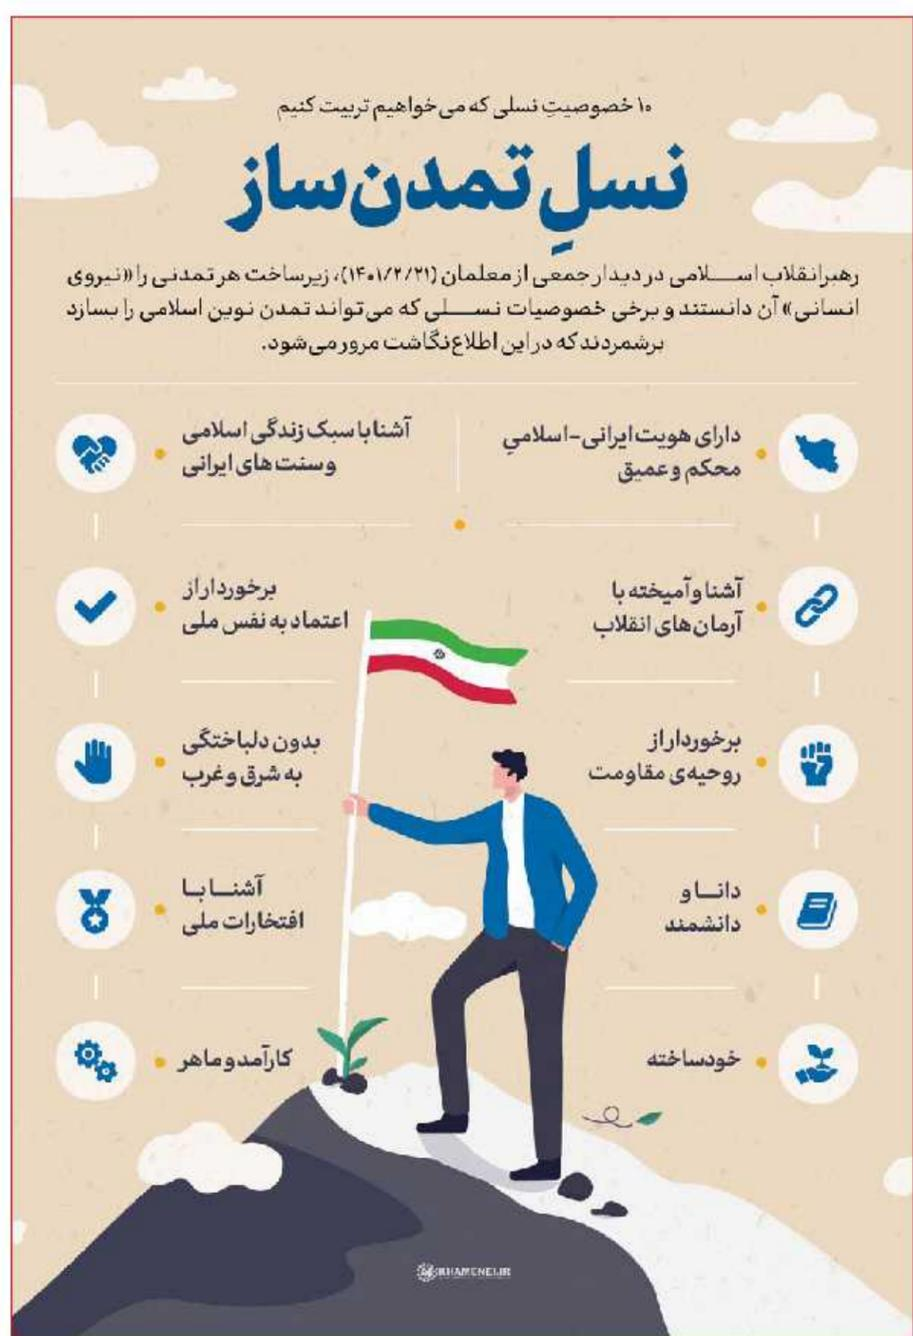 ۱۰ خصوصیتِ نسلی که می‌خواهیم تربیت کنیم
نسلِ تمدن‌ساز
رهبر انقلاب اسلامی در دیدار جمعی از معلمان (۱۴۰۱/۲/۲۱)، زیرساخت هر تمدنی را «نیروی
انسانی» آن دانستند و برخی خصوصیات نسلی که می‌تواند تمدن نوین اسلامی را بسازد
برشمردند که در این اطلاع‌نگاشت مرور می‌شود.
دارای هویت ایرانی-اسلامیِ
محکم و عمیق
آشنا با سبک زندگی اسلامی
و سنت‌های ایرانی
آشنا و آمیخته با
آرمان‌های انقلاب
برخوردار از
اعتماد به نفس ملی
برخوردار از
روحیه‌ی مقاومت
بدون دلباختگی
به شرق و غرب
دانا و
دانشمند
آشنا با
افتخارات ملی
خودساخته
کارآمد و ماهر
KHAMENEI.IR